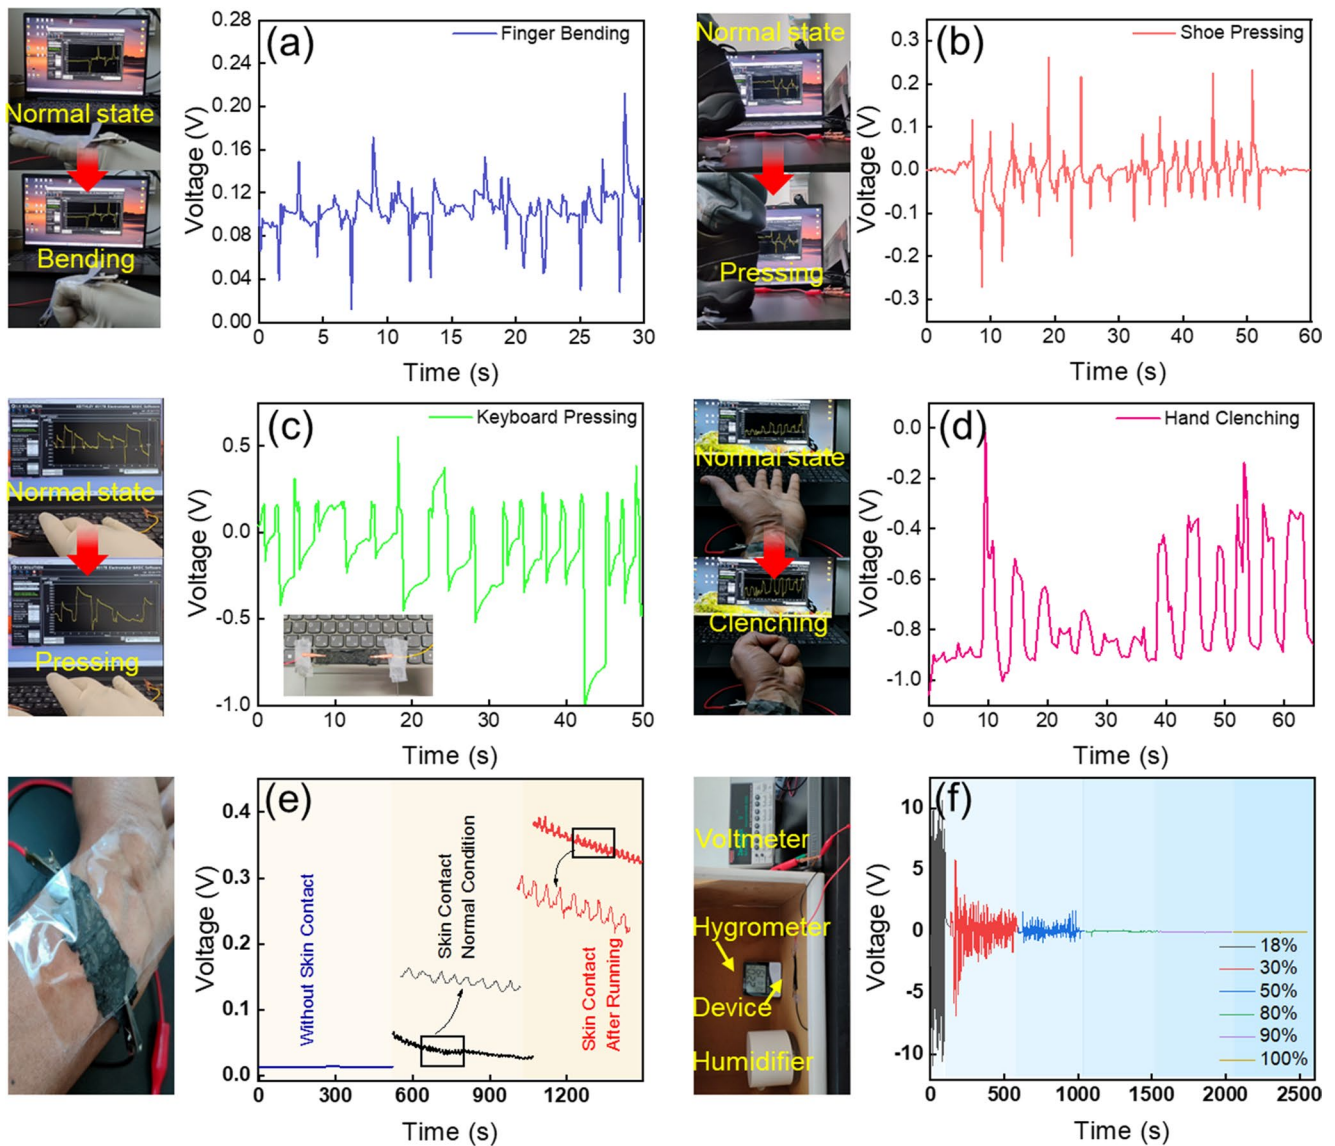 Normal state
Bending
(a)
Finger Bending
Voltage (V)
0.28
0.24
0.20
0.16
0.12
0.08
0.04
0.00
0 5 10 15 20 25 30
Time (s)
Normal state
Pressing
(b)
Shoe Pressing
Voltage (V)
0.3
0.2
0.1
0.0
-0.1
-0.2
-0.3
0 10 20 30 40 50 60
Time (s)
Normal state
Pressing
(c)
Keyboard Pressing
Voltage (V)
0.5
0.0
-0.5
-1.0
0 10 20 30 40 50
Time (s)
Normal state
Clenching
(d)
Hand Clenching
Voltage (V)
0.0
-0.2
-0.4
-0.6
-0.8
-1.0
0 10 20 30 40 50 60
Time (s)
(e)
Voltage (V)
0.4
0.3
0.2
0.1
0.0
Without Skin Contact
Skin Contact
Normal Condition
Skin Contact
After Running
0 300 600 900 1200
Time (s)
Voltmeter
Hygrometer
Device
Humidifier
(f)
Voltage (V)
10
5
0
-5
-10
18%
30%
50%
80%
90%
100%
0 500 1000 1500 2000 2500
Time (s)